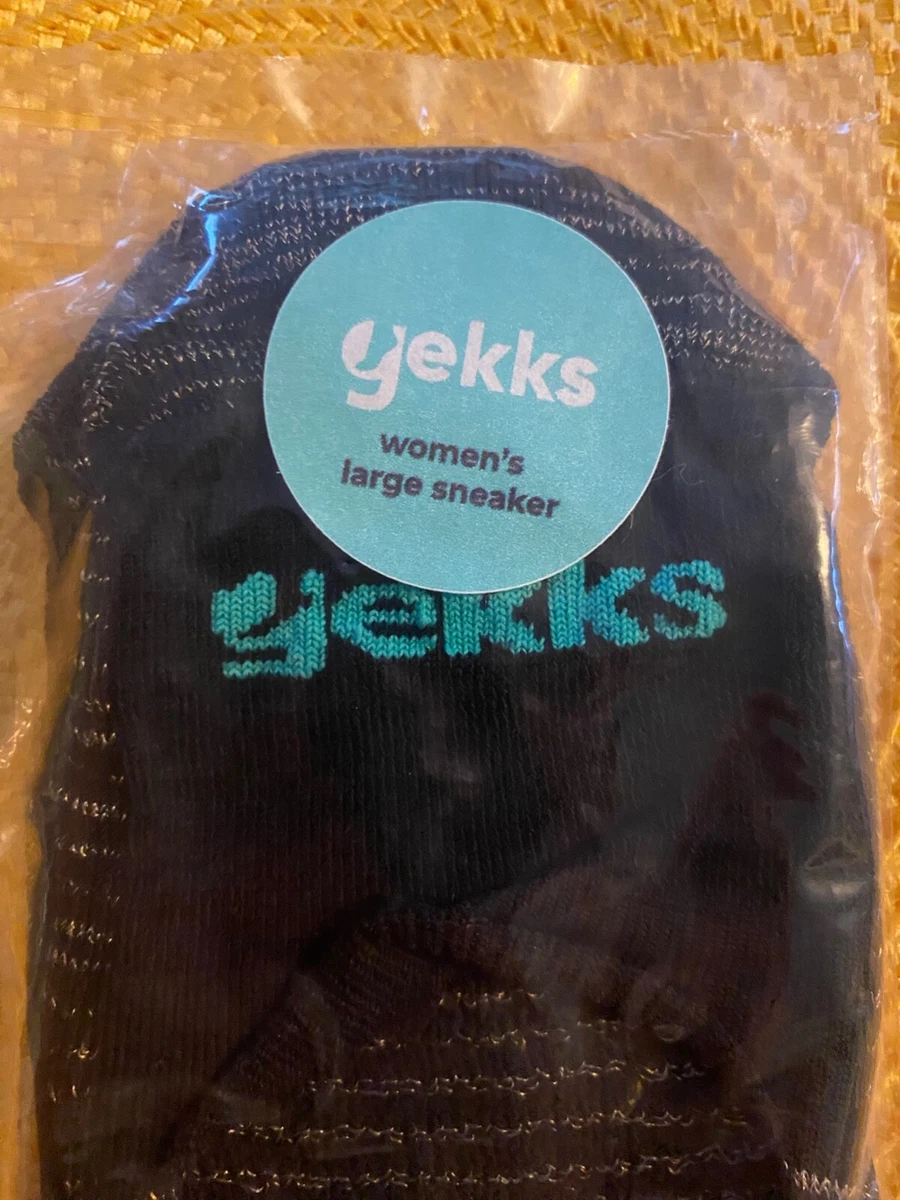 yekks
women's
large sneaker
yekks